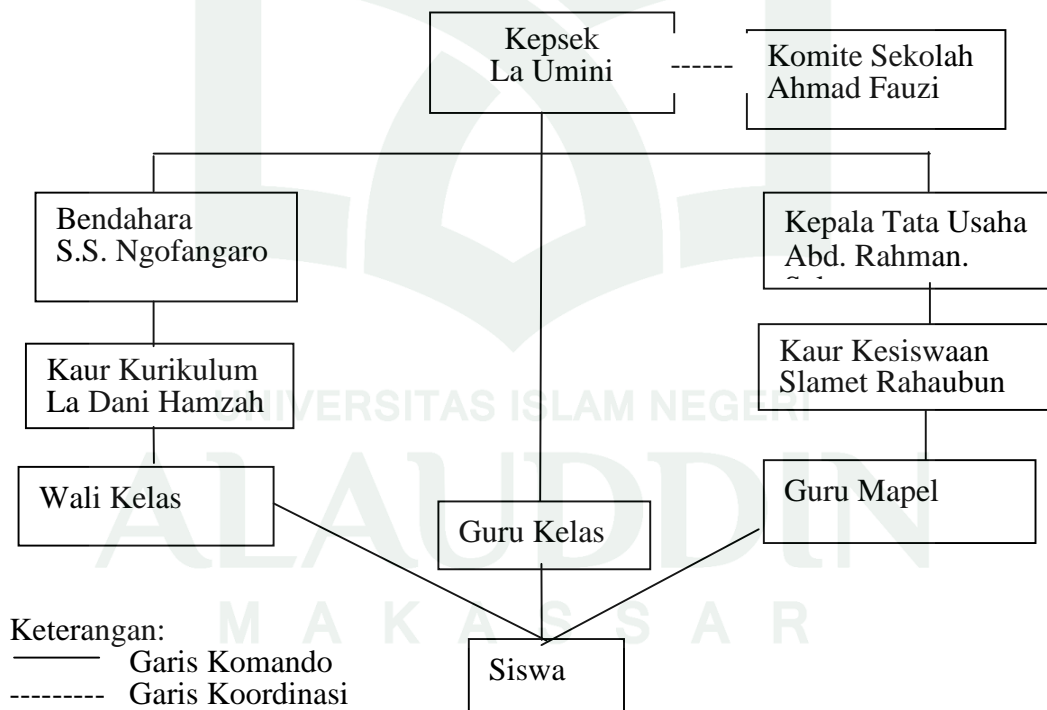 Kepsek
La Umini
------
Komite Sekolah
Ahmad Fauzi
Bendahara
S.S. Ngofangaro
Kepala Tata Usaha
Abd. Rahman.
Kaur Kurikulum
La Dani Hamzah
Kaur Kesiswaan
Slamet Rahaubun
UNIVERSITAS ISLAM NEGERI
Wali Kelas
Guru Kelas
Guru Mapel
ALAUDDIN
MAKASSAR
Siswa
Keterangan:
Garis Komando
Garis Koordinasi